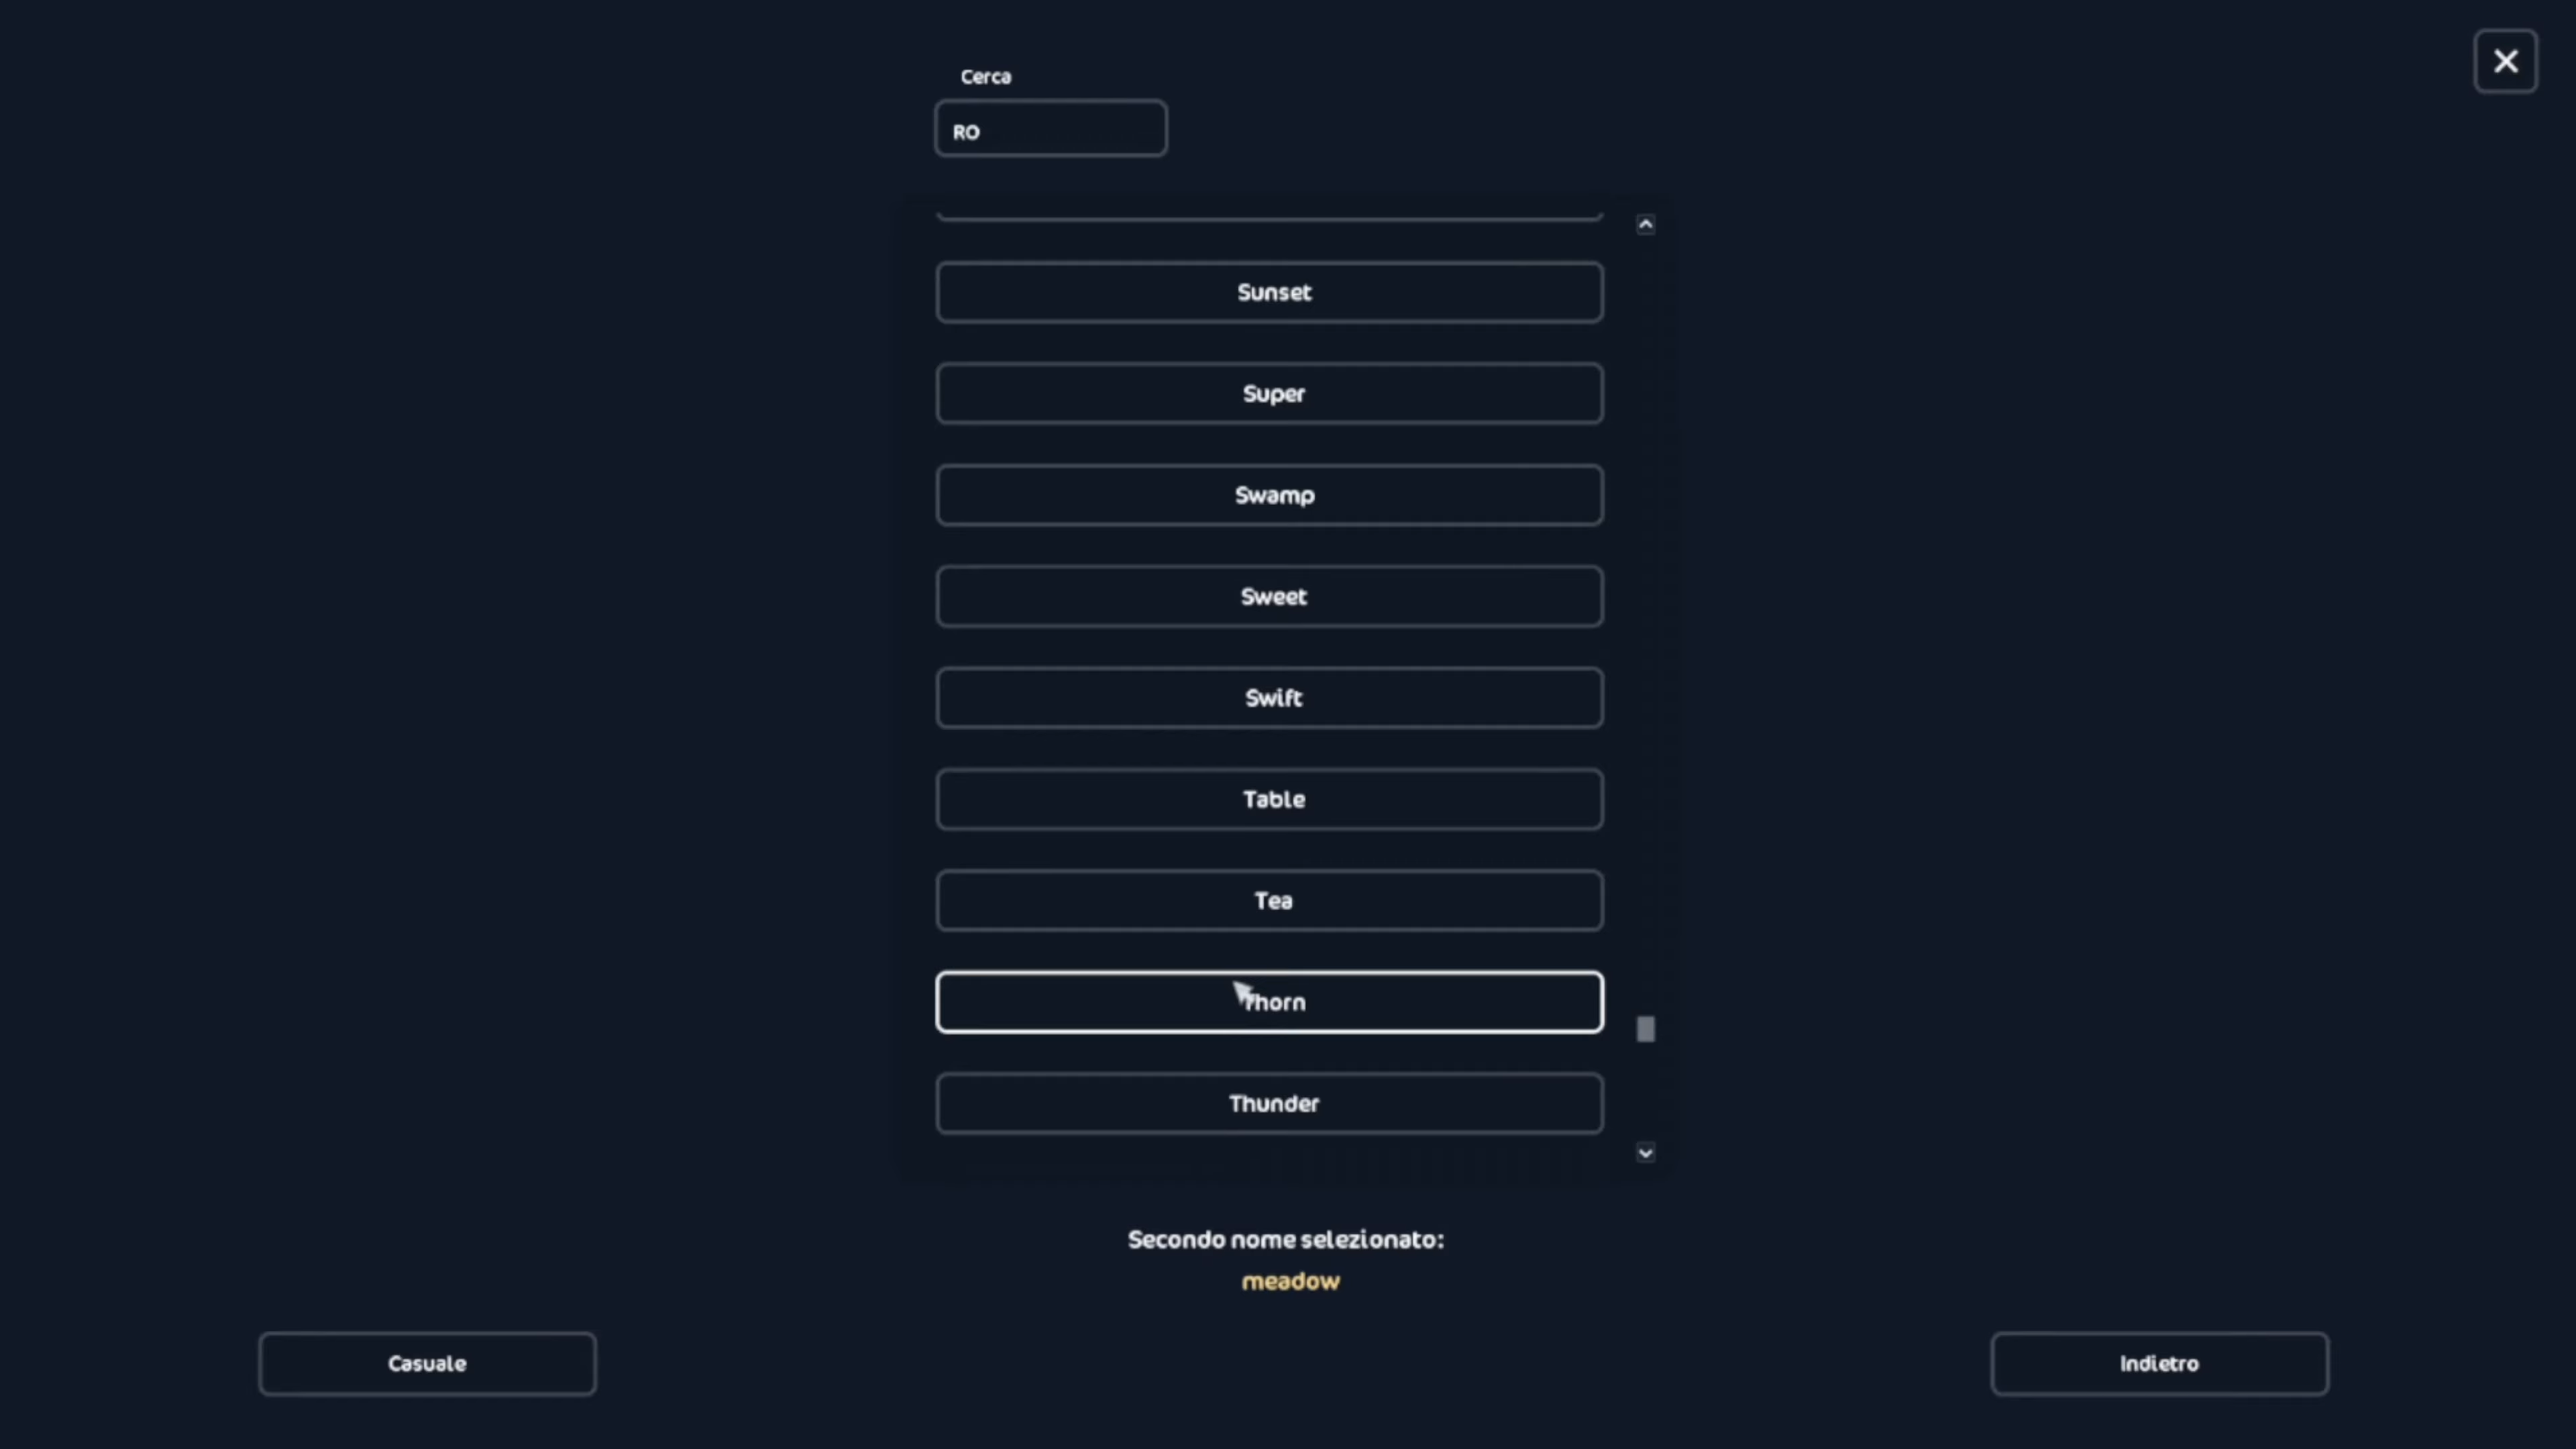 Cerca
RO
Sunset
Super
Swamp
Sweet
Swift
Table
Tea
Thorn
Thunder
Secondo nome selezionato:
meadow
Casuale
Indietro